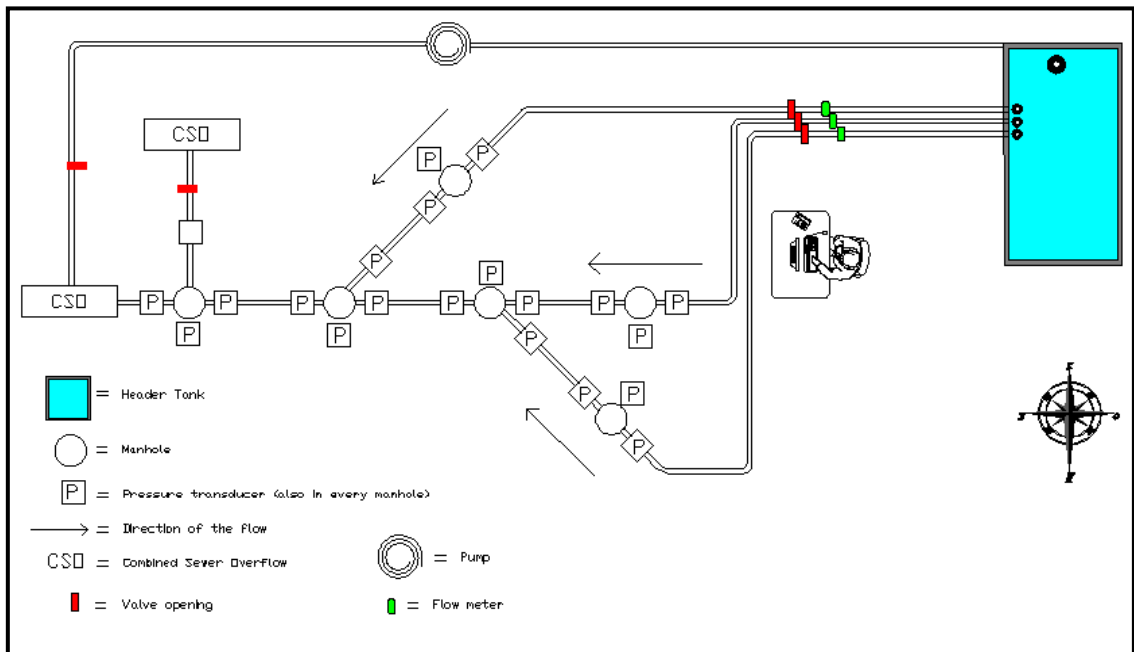 CSO
P P
P
P
P
CSO P P P P P P P P
P P P P
P P
P
= Header Tank
= Manhole
P = Pressure transducer (also in every manhole)
= Direction of the flow
CSO = Combined Sewer Overflow
= Pump
= Valve opening
= Flow meter